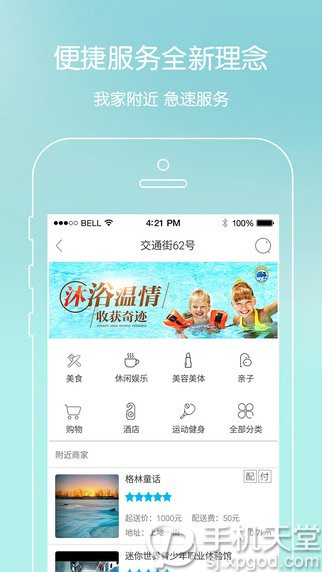 便捷服务全新理念
我家附近 急速服务
BELL
4:21 PM
交通街62号
沐浴温情
收获奇迹
美食
休闲娱乐
美容美体
亲子
购物
酒店
运动健身
全部分类
附近商家
格林童话
配 付
起送价：1000元 配送费：50元
迷你世界青少年职业体验馆
手机天堂
sj.xpgod.com